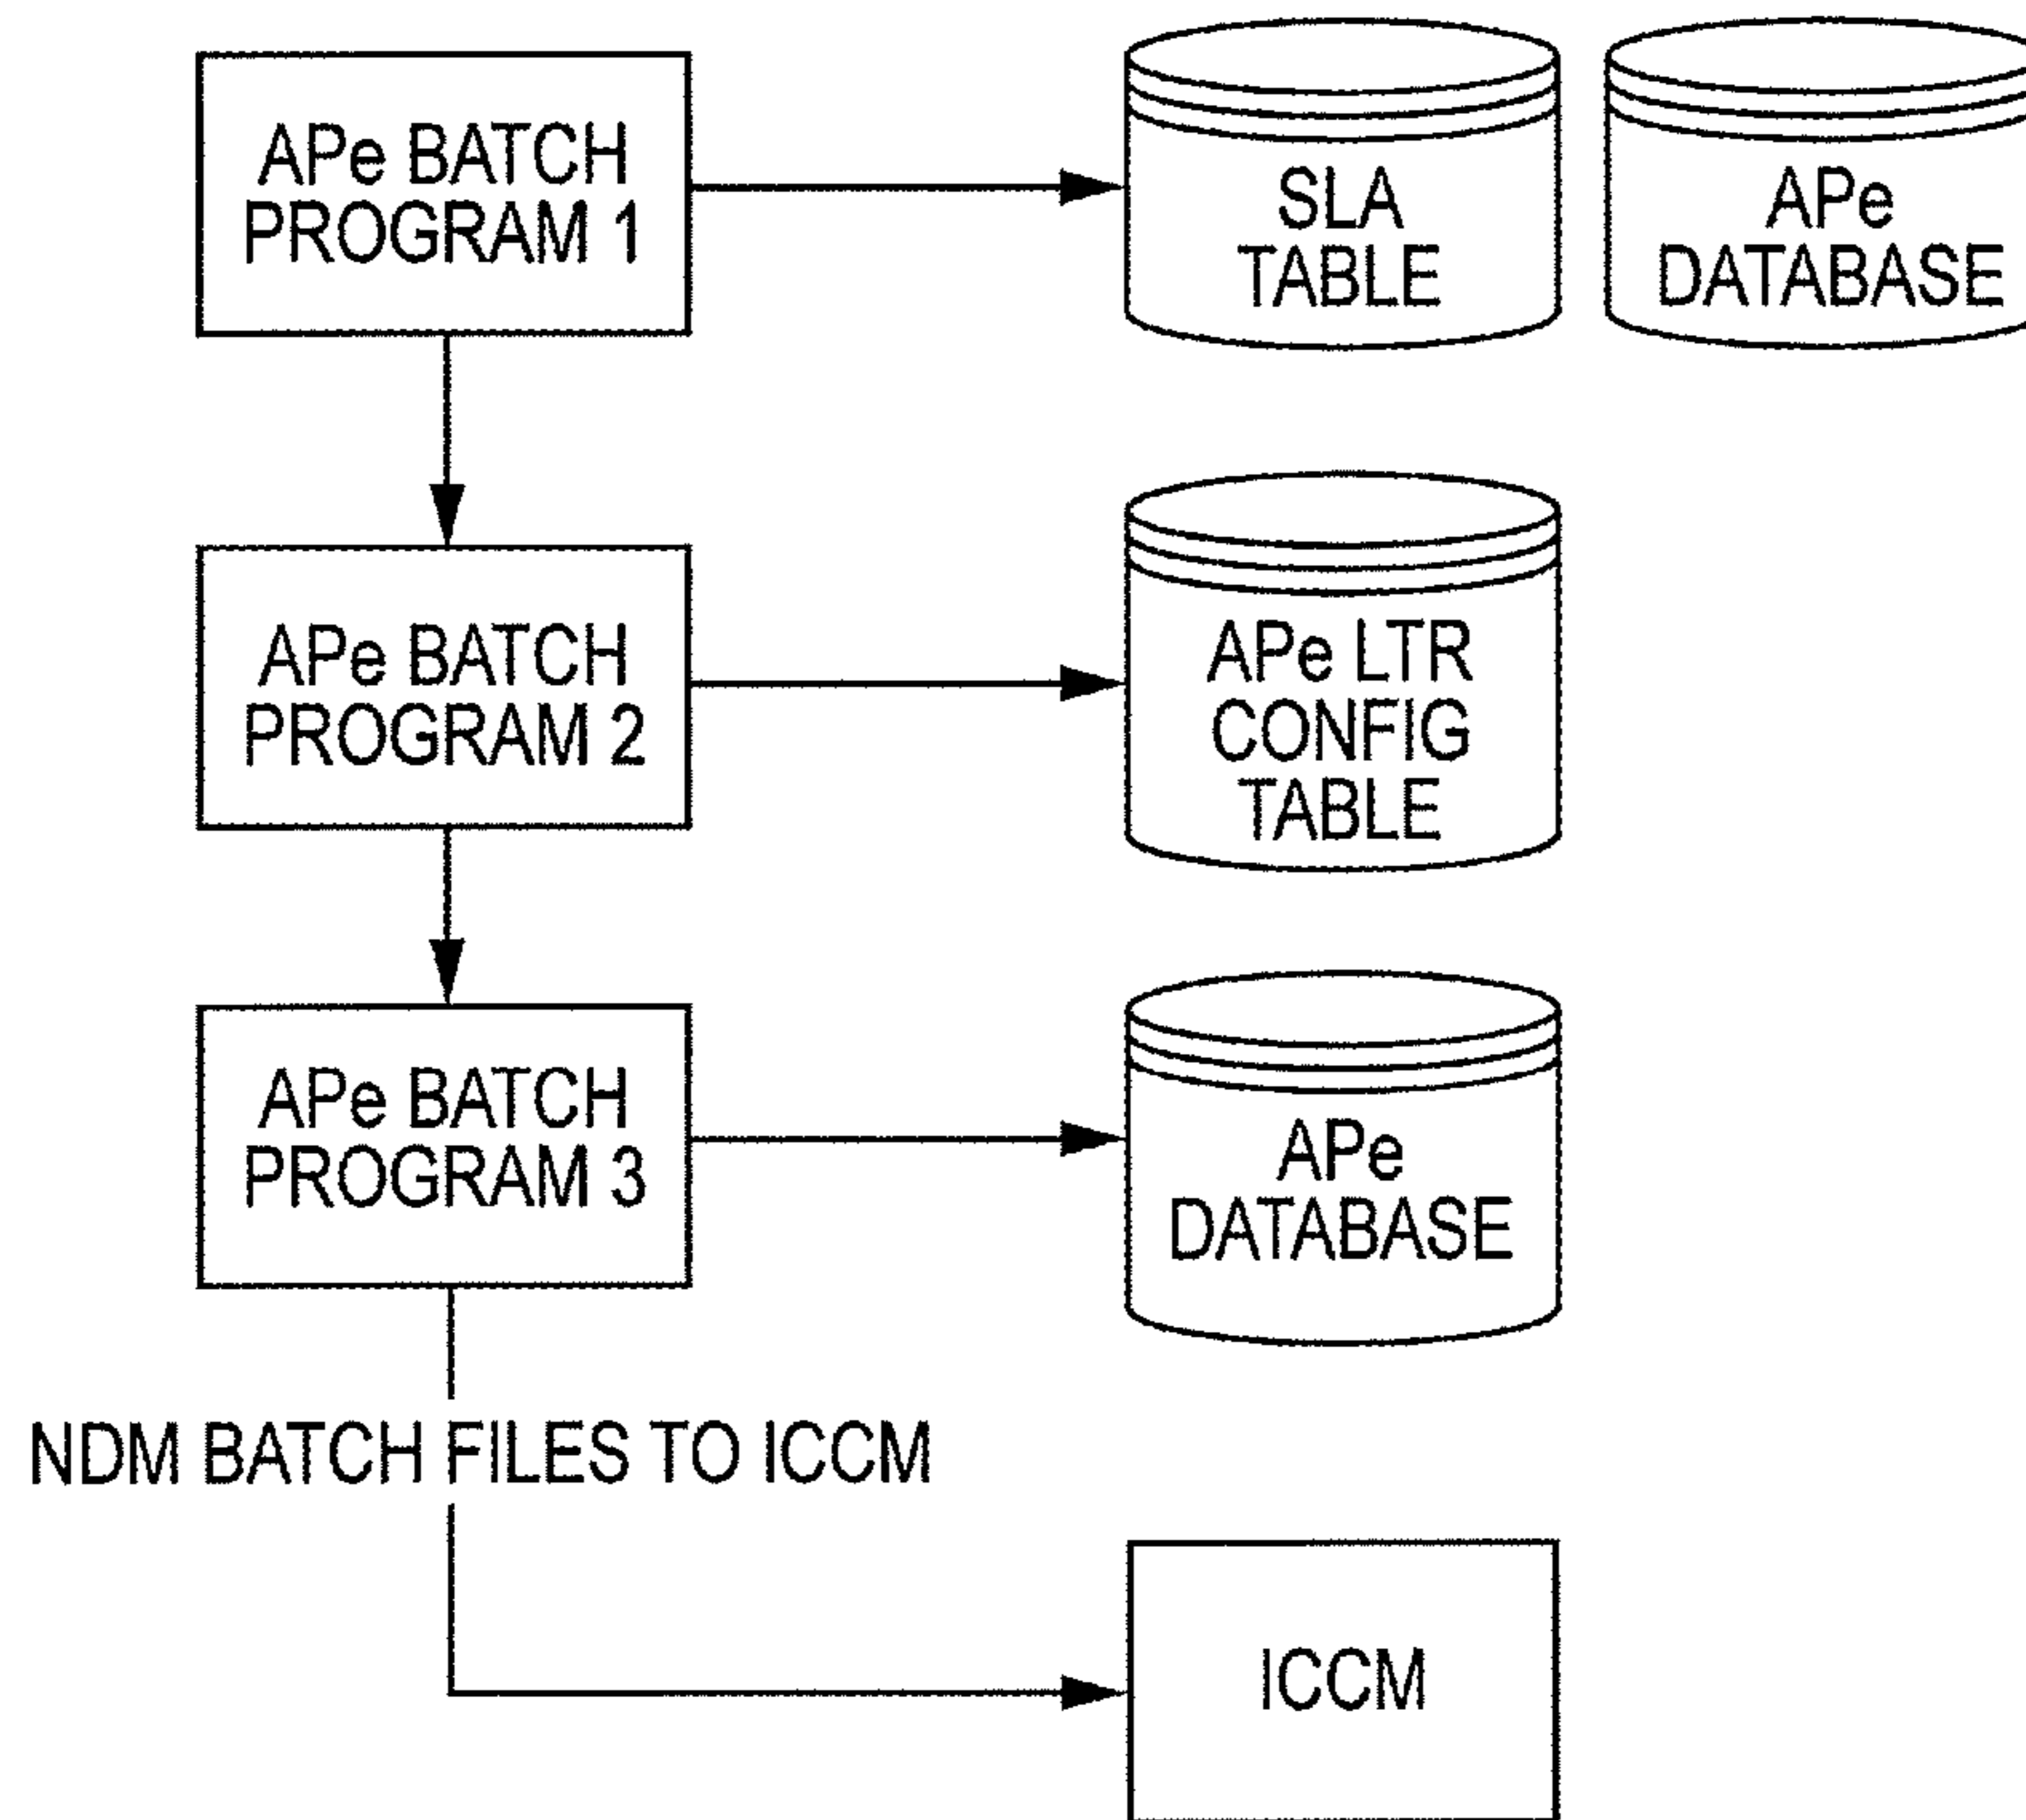 APe BATCH
PROGRAM 1
SLA
TABLE
APe
DATABASE
APe BATCH
PROGRAM 2
APe LTR
CONFIG
TABLE
APe BATCH
PROGRAM 3
APe
DATABASE
NDM BATCH FILES TO ICCM
ICCM